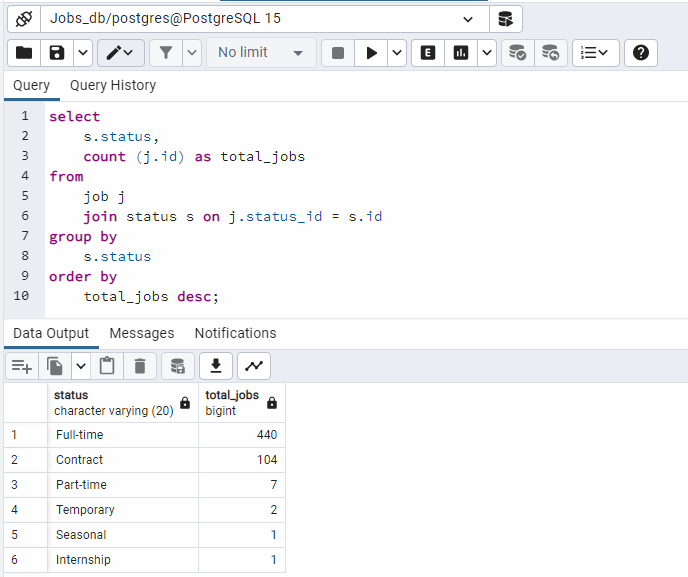 Jobs_db/postgres@PostgreSQL 15
No limit
E
Query Query History
1 select
2 s.status,
3 count (j.id) as total_jobs
4 from
5 job j
6 join status s on j.status_id = s.id
7 group by
8 s.status
9 order by
10 total_jobs desc;
Data Output Messages Notifications
status total_jobs
character varying (20) bigint
1 Full-time 440
2 Contract 104
3 Part-time 7
4 Temporary 2
5 Seasonal 1
6 Internship 1